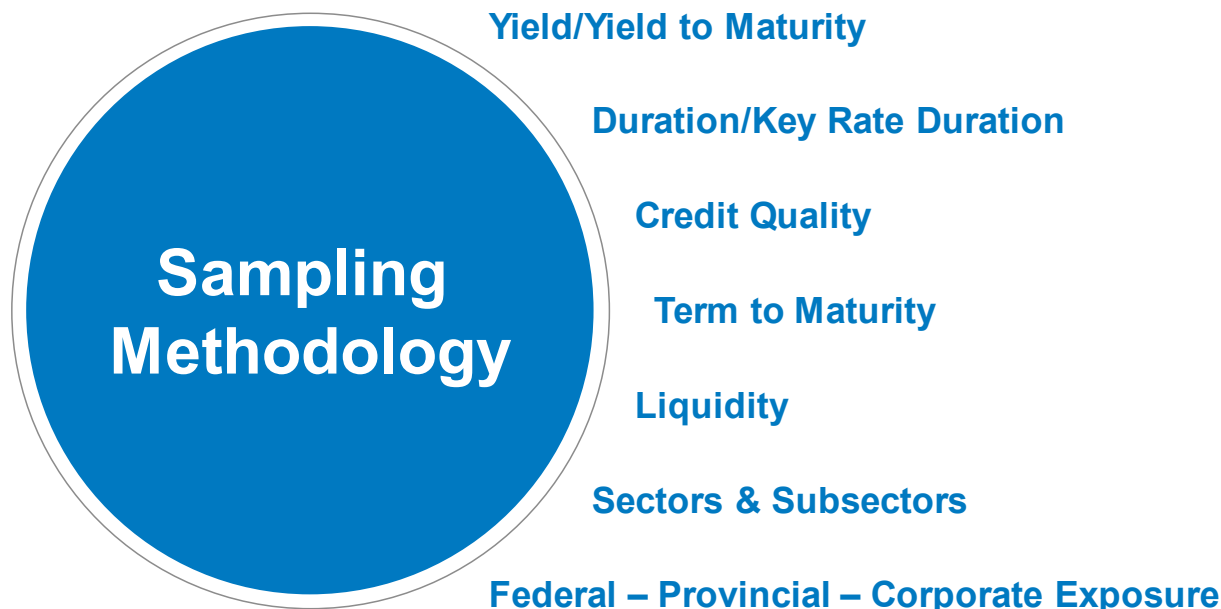 Yield/Yield to Maturity
Duration/Key Rate Duration
Credit Quality
Sampling
Methodology
Term to Maturity
Liquidity
Sectors & Subsectors
Federal – Provincial – Corporate Exposure